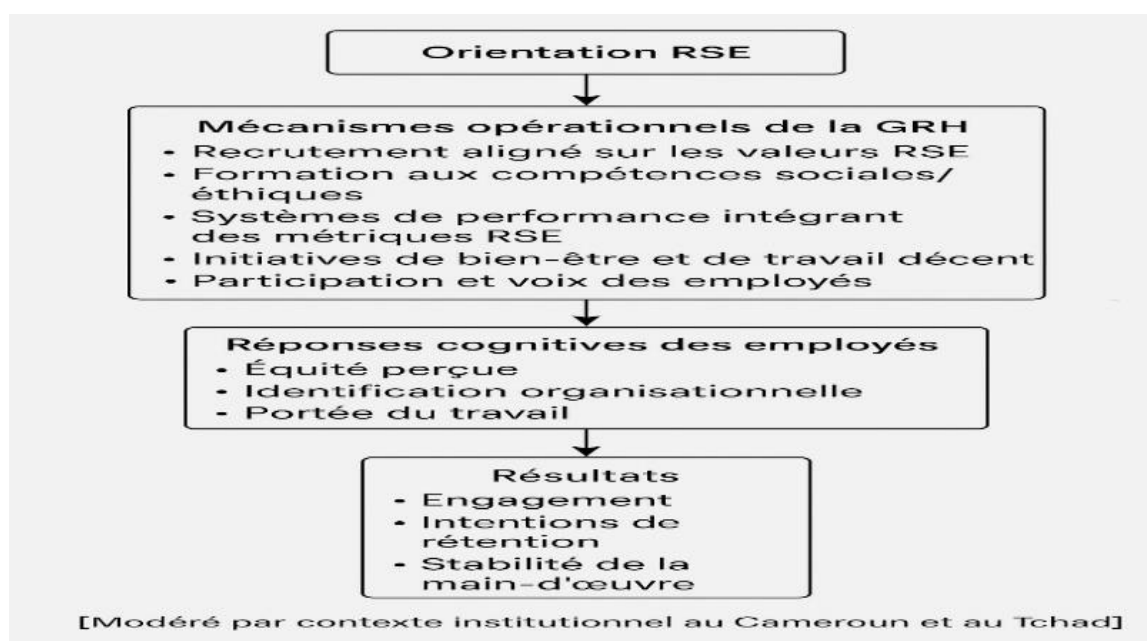 Orientation RSE
Mécanismes opérationnels de la GRH
• Recrutement aligné sur les valeurs RSE
• Formation aux compétences sociales/
éthiques
• Systèmes de performance intégrant
des métriques RSE
• Initiatives de bien-être et de travail décent
• Participation et voix des employés
Réponses cognitives des employés
• Équité perçue
• Identification organisationnelle
• Portée du travail
Résultats
• Engagement
• Intentions de
rétention
• Stabilité de la
main-d'œuvre
[Modéré par contexte institutionnel au Cameroun et au Tchad]